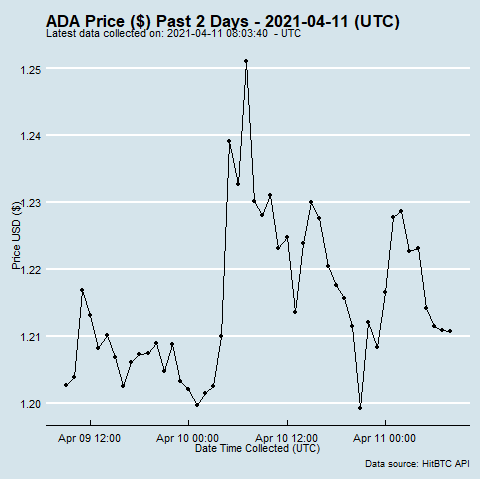 ADA Price ($) Past 2 Days - 2021-04-11 (UTC)
Latest data collected on: 2021-04-11 08:03:40  - UTC
1.25
1.24
1.23
1.22
1.21
1.20
Price USD ($)
Apr 09 12:00
Apr 10 00:00
Apr 10 12:00
Apr 11 00:00
Date Time Collected (UTC)
Data source: HitBTC API